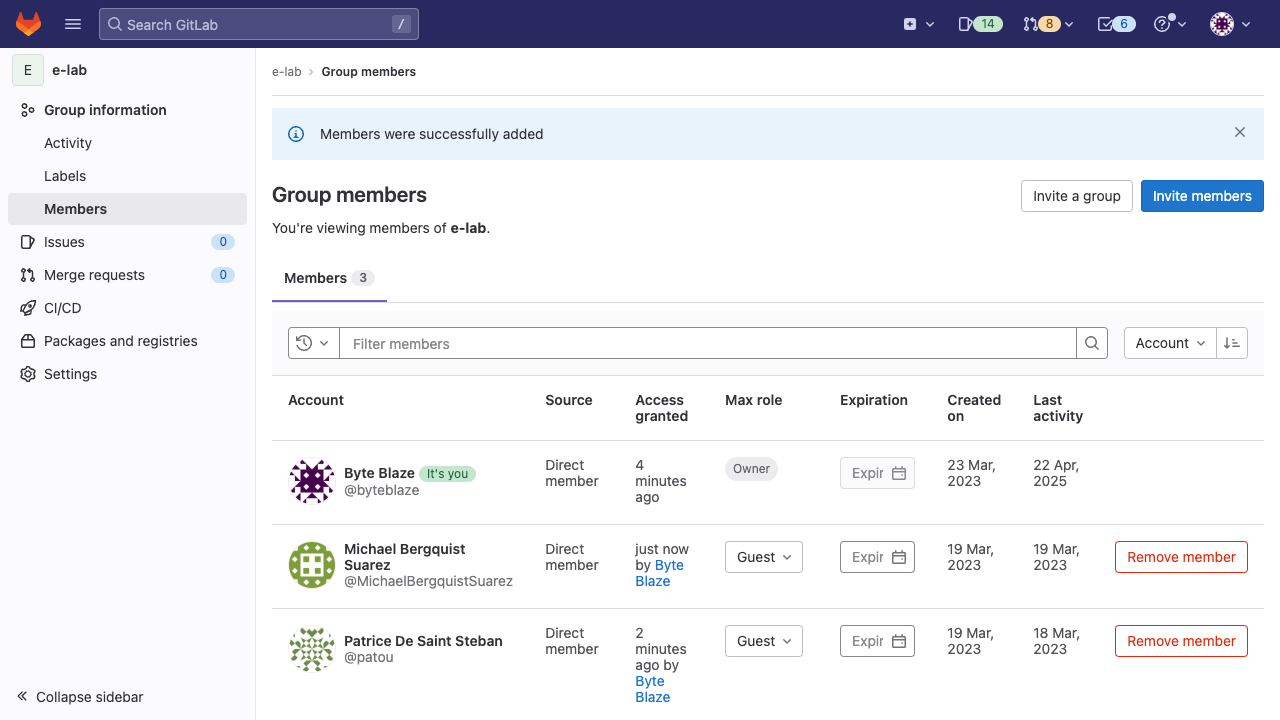 Search GitLab
/
14
8
6
E
e-lab
Group information
Activity
Labels
Members
Issues
0
Merge requests
0
CI/CD
Packages and registries
Settings
Collapse sidebar
e-lab
Group members
Members were successfully added
Group members
Invite a group
Invite members
You're viewing members of e-lab.
Members 3
Filter members
Account
Account
Source
Access
granted
Max role
Expiration
Created
on
Last
activity
Byte Blaze It's you
@byteblaze
Direct
member
4
minutes
ago
Owner
Expir
23 Mar,
2023
22 Apr,
2025
Michael Bergquist
Suarez
@MichaelBergquistSuarez
Direct
member
just now
by Byte
Blaze
Guest
Expir
19 Mar,
2023
19 Mar,
2023
Remove member
Patrice De Saint Steban
@patou
Direct
member
2
minutes
ago by
Byte
Blaze
Guest
Expir
19 Mar,
2023
18 Mar,
2023
Remove member